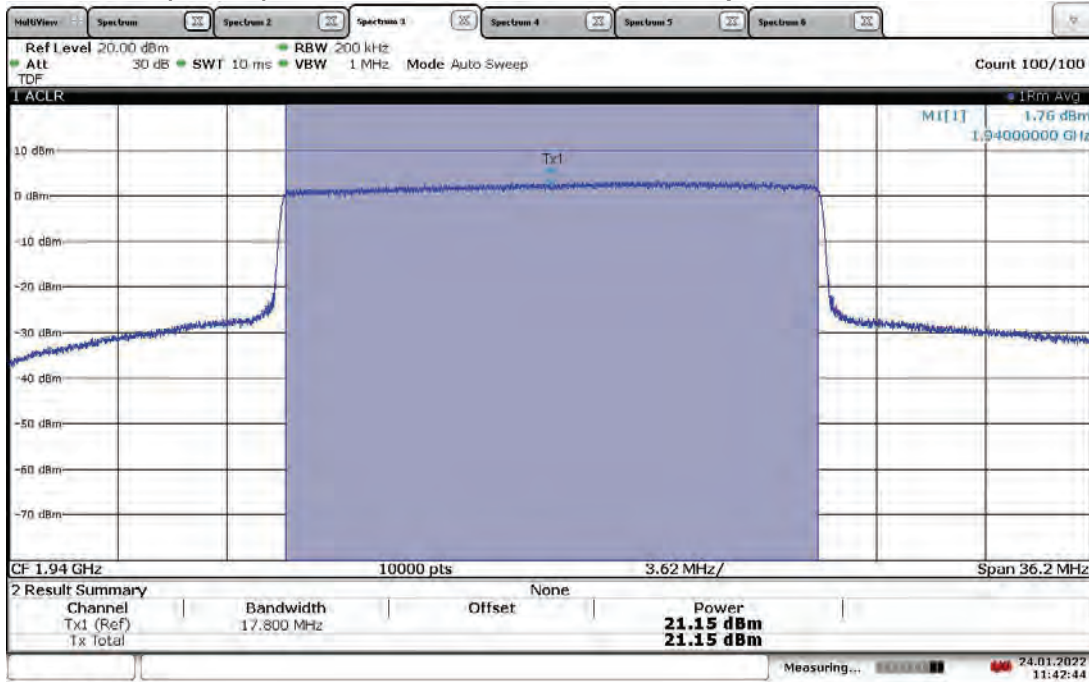 MultiView Spectrum Spectrum 2 Spectrum 3 Spectrum 4 Spectrum 5 Spectrum 6
Ref Level 20.00 dBm RBW 200 kHz
Att 30 dB SWT 10 ms VBW 1 MHz Mode Auto Sweep Count 100/100
TDF
1 ACLR 1Rm Avg
M1[1] 1.76 dBm
1.94000000 GHz
10 dBm
Tx1
0 dBm
-10 dBm
-20 dBm
-30 dBm
-40 dBm
-50 dBm
-60 dBm
-70 dBm
CF 1.94 GHz 10000 pts 3.62 MHz/ Span 36.2 MHz
2 Result Summary None
Channel Bandwidth Offset Power
Tx1 (Ref) 17.800 MHz 21.15 dBm
Tx Total 21.15 dBm
Measuring... 24.01.2022
11:42:44